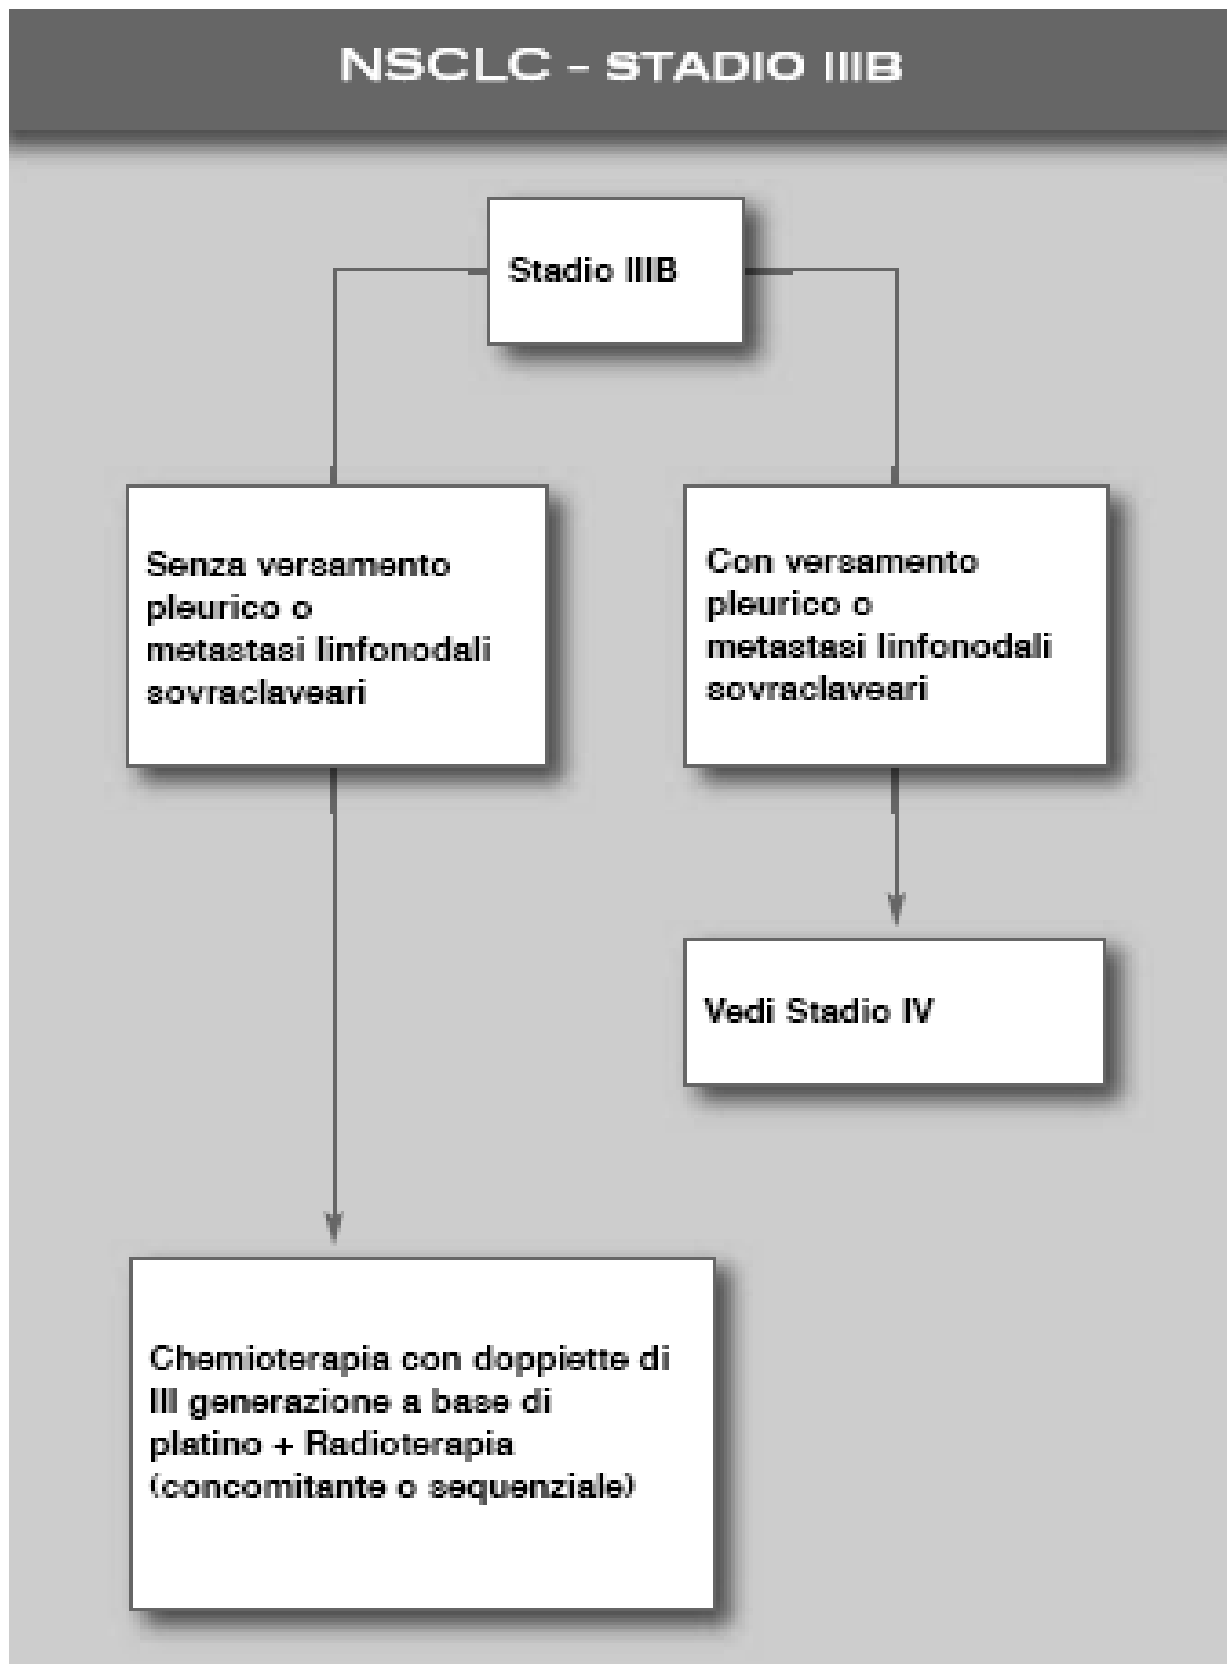 NSCLC – STADIO IIIB
Stadio IIIB
Senza versamento
pleurico o
metastasi linfonodali
sovraclaveari
Con versamento
pleurico o
metastasi linfonodali
sovraclaveari
Vedi Stadio IV
Chemioterapia con doppiette di
III generazione a base di
platino + Radioterapia
(concomitante o sequenziale)